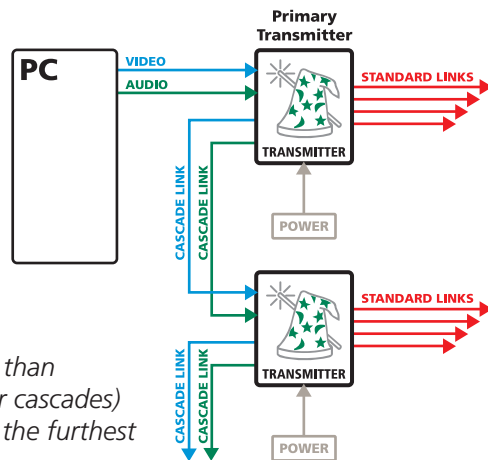 Primary
Transmitter
PC
VIDEO
AUDIO
STANDARD LINKS
TRANSMITTER
CASCADE LINK
CASCADE LINK
POWER
STANDARD LINKS
TRANSMITTER
CASCADE LINK
CASCADE LINK
POWER
than
r cascades)
the furthest